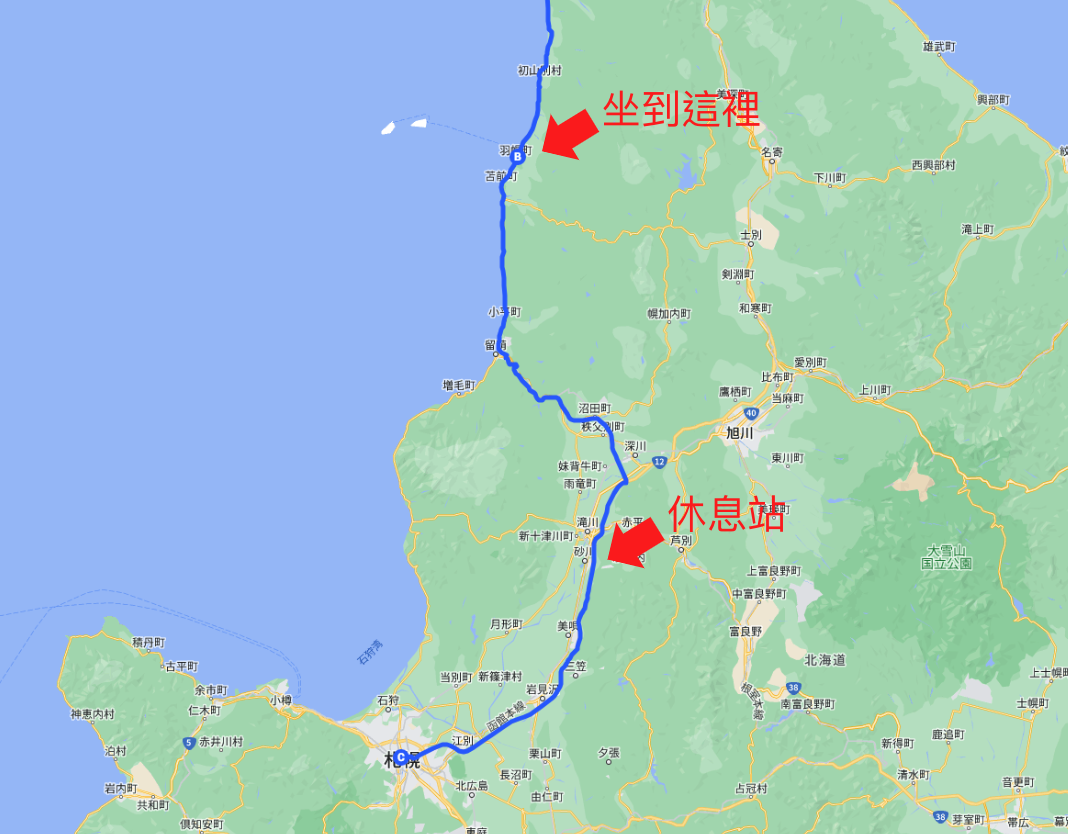 雄武町
初山別村
興部町
坐到這裡
羽幌町
B
名寄
西興部村
下川町
苫前町
滝上町
士別
剣淵町
和寒町
小平町
幌加内町
留萌
愛別町
比布町
増毛町
鷹栖町
当麻町
上川町
沼田町
40
秩父別町
旭川
深川
12
東川町
妹背牛町
雨竜町
休息站
滝川
赤平
新十津川町
芦別
砂川
大雪山
国立公園
上富良野町
中富良野町
月形町
美唄
富良野
積丹町
石狩湾
北海道
古平町
三笠
当別町
新篠津村
上士幌町
余市町
岩見沢
38
根室本線
小樽
石狩
函館本線
仁木町
南富良野町
士幌町
神恵内村
5
赤井川村
江別
鹿追町
新得町
泊村
札幌
C
栗山町
夕張
長沼町
清水町
音更町
岩内町
北広島
占冠村
共和町
由仁町
38
芽室町
帯広
倶知安町